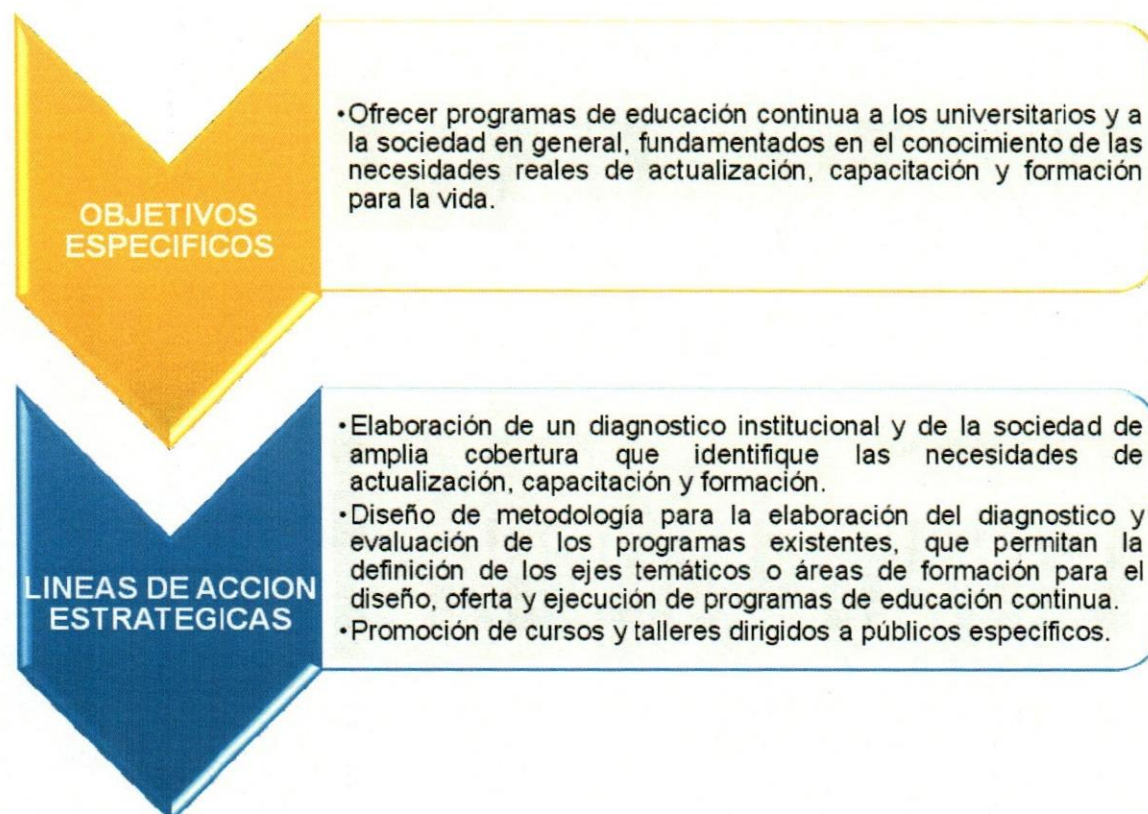 OBJETIVOS
ESPECIFICOS
•Ofrecer programas de educación continua a los universitarios y a
la sociedad en general, fundamentados en el conocimiento de las
necesidades reales de actualización, capacitación y formación
para la vida.
LINEAS DE ACCION
ESTRATEGICAS
•Elaboración de un diagnostico institucional y de la sociedad de
amplia cobertura que identifique las necesidades de
actualización, capacitación y formación.
•Diseño de metodología para la elaboración del diagnostico y
evaluación de los programas existentes, que permitan la
definición de los ejes temáticos o áreas de formación para el
diseño, oferta y ejecución de programas de educación continua.
•Promoción de cursos y talleres dirigidos a públicos específicos.